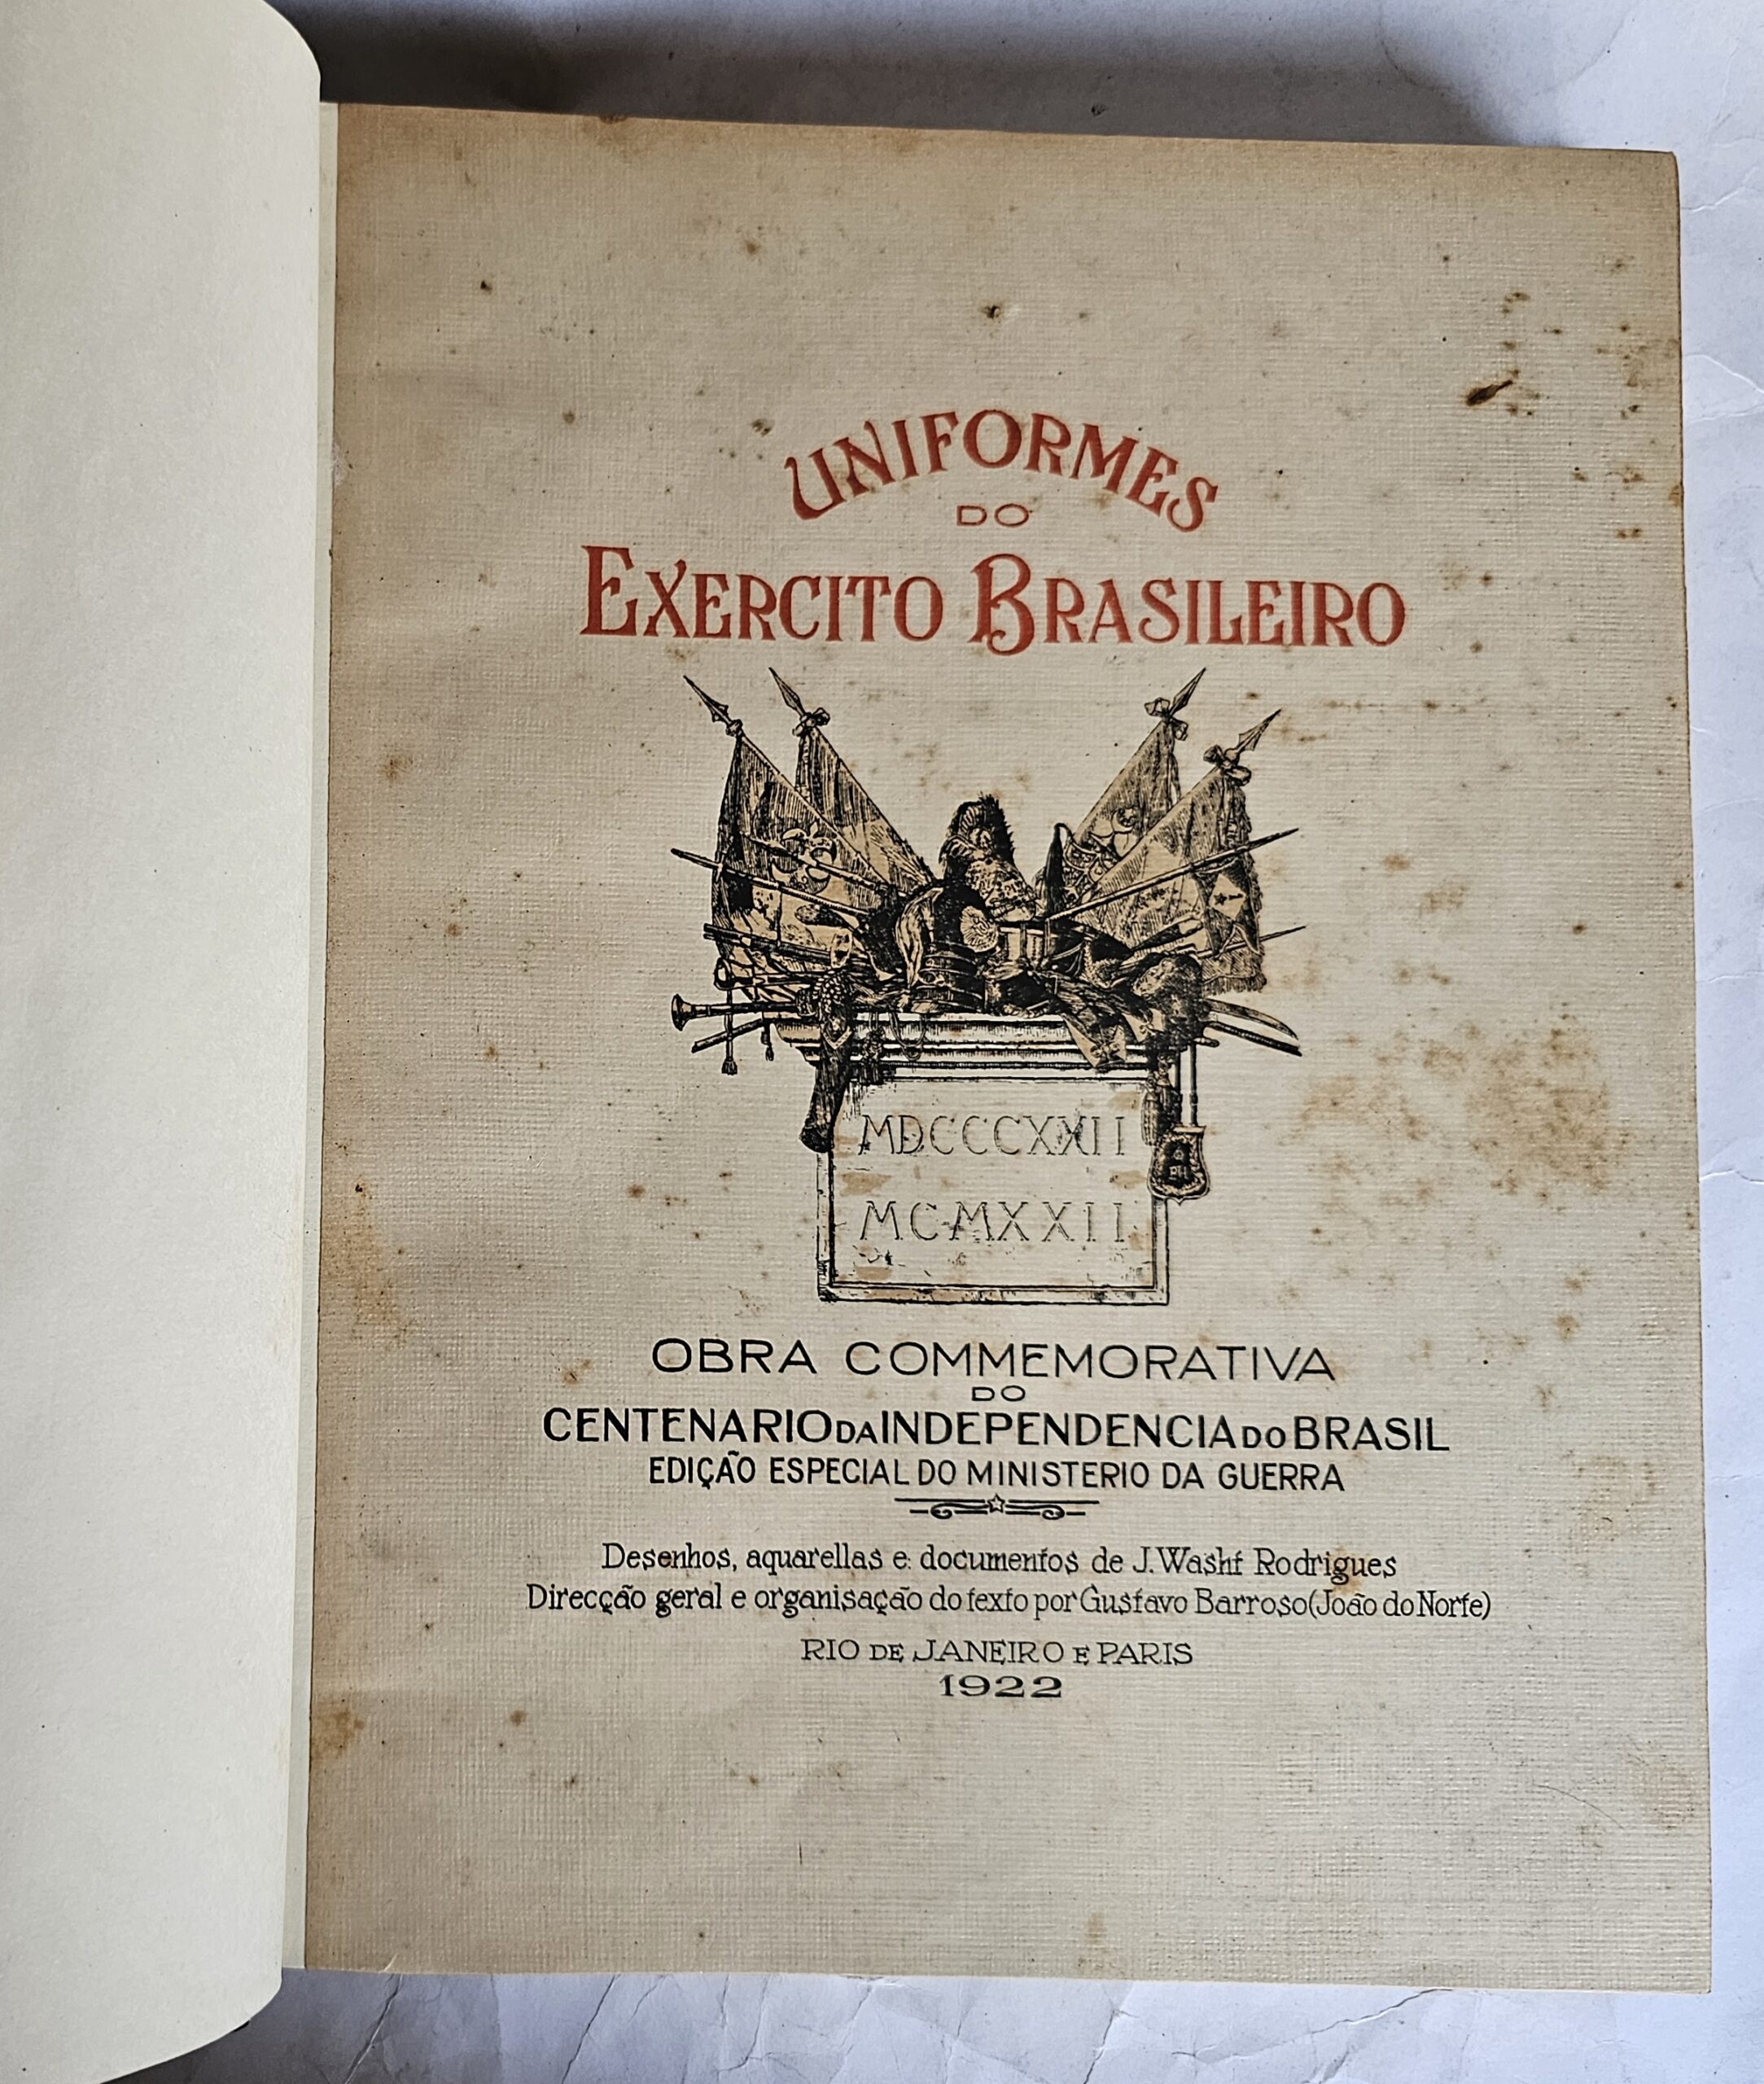 UNIFORMES
DO
EXERCITO BRASILEIRO
MDCCCXXII
MCMXXII
OBRA COMMEMORATIVA
DO
CENTENARIO DA INDEPENDENCIA DO BRASIL
EDIÇÃO ESPECIAL DO MINISTERIO DA GUERRA
Desenhos, aquarellas e documentos de J. Washt Rodrigues
Direcção geral e organisação do texto por Gustavo Barroso (João do Norte)
RIO DE JANEIRO E PARIS
1922